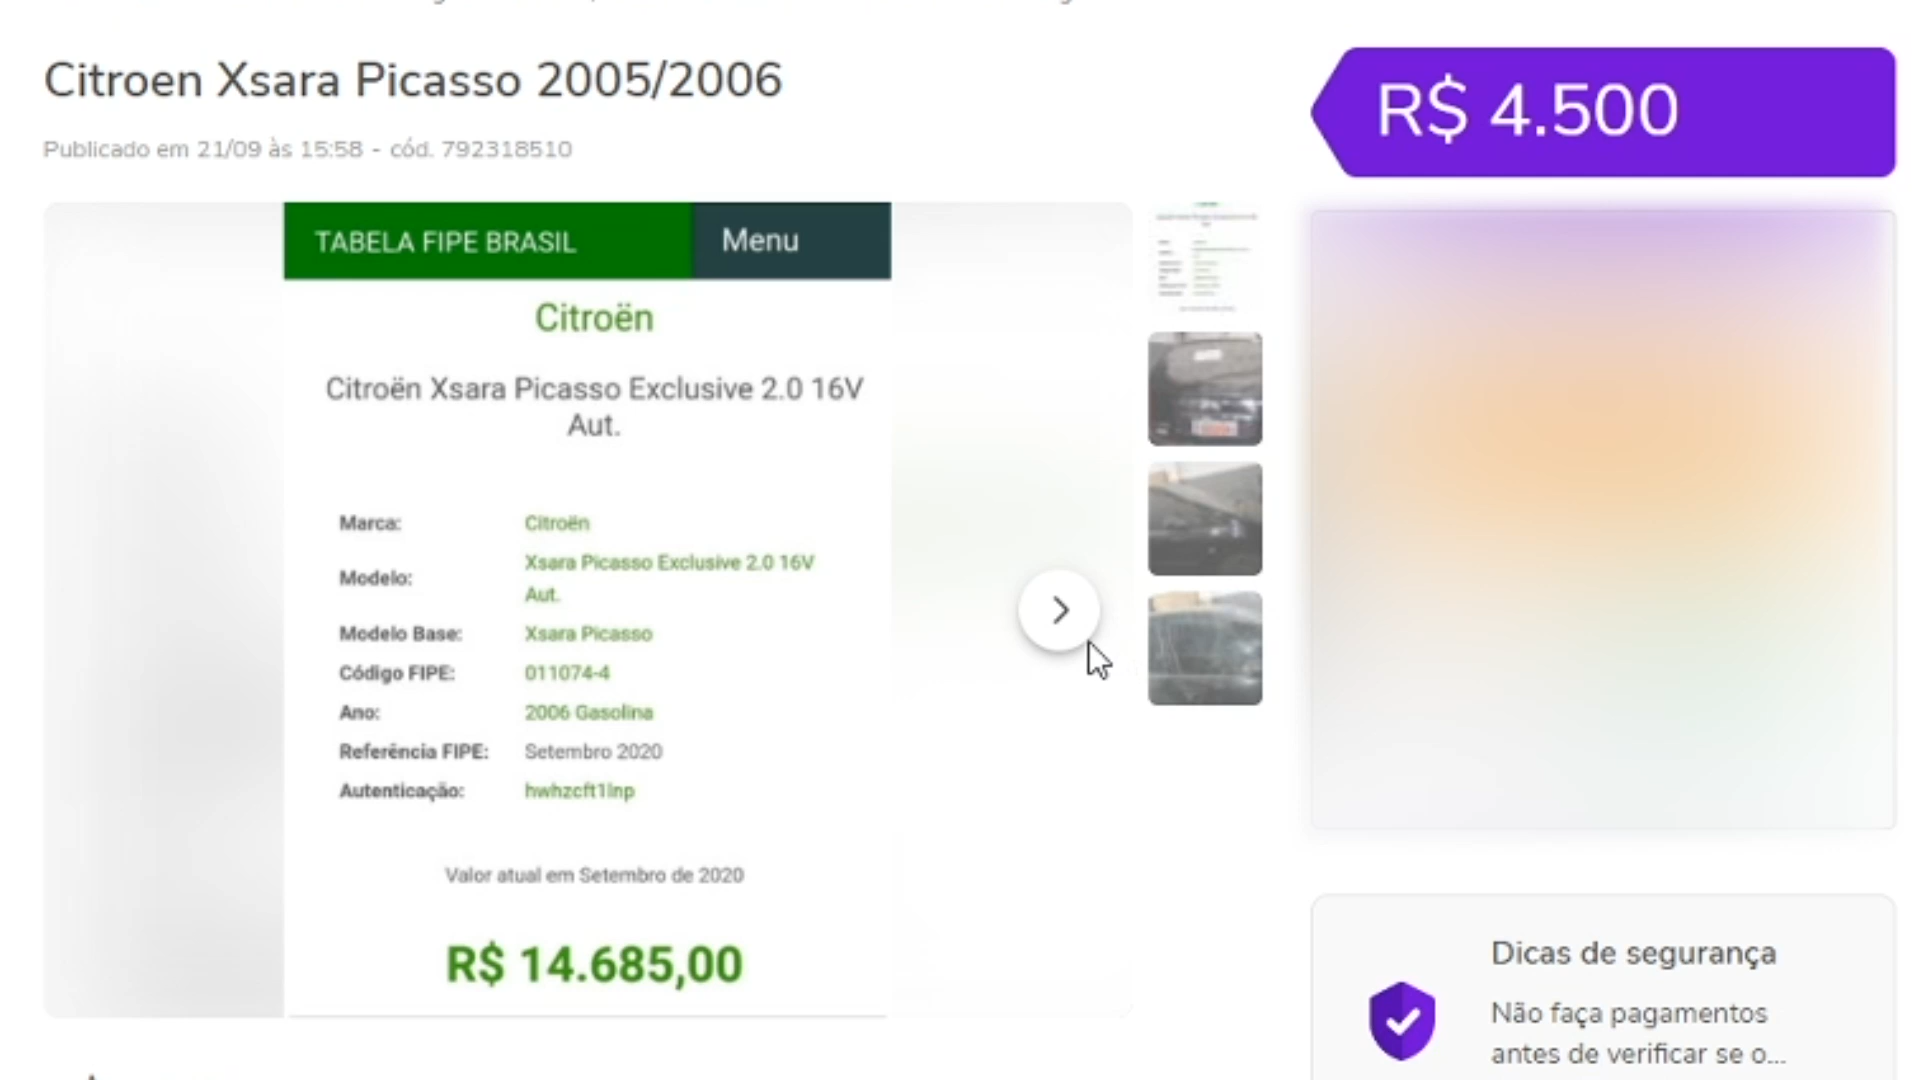 Citroen Xsara Picasso 2005/2006
Publicado em 21/09 às 15:58 - cód. 792318510
R$ 4.500
TABELA FIPE BRASIL
Menu
Citroën
Citroën Xsara Picasso Exclusive 2.0 16V
Aut.
Marca: Citroën
Modelo: Xsara Picasso Exclusive 2.0 16V
Aut.
Modelo Base: Xsara Picasso
Código FIPE: 011074-4
Ano: 2006 Gasolina
Referência FIPE: Setembro 2020
Autenticação: hwhzcft1lnp
Valor atual em Setembro de 2020
R$ 14.685,00
Dicas de segurança
Não faça pagamentos
antes de verificar se o...